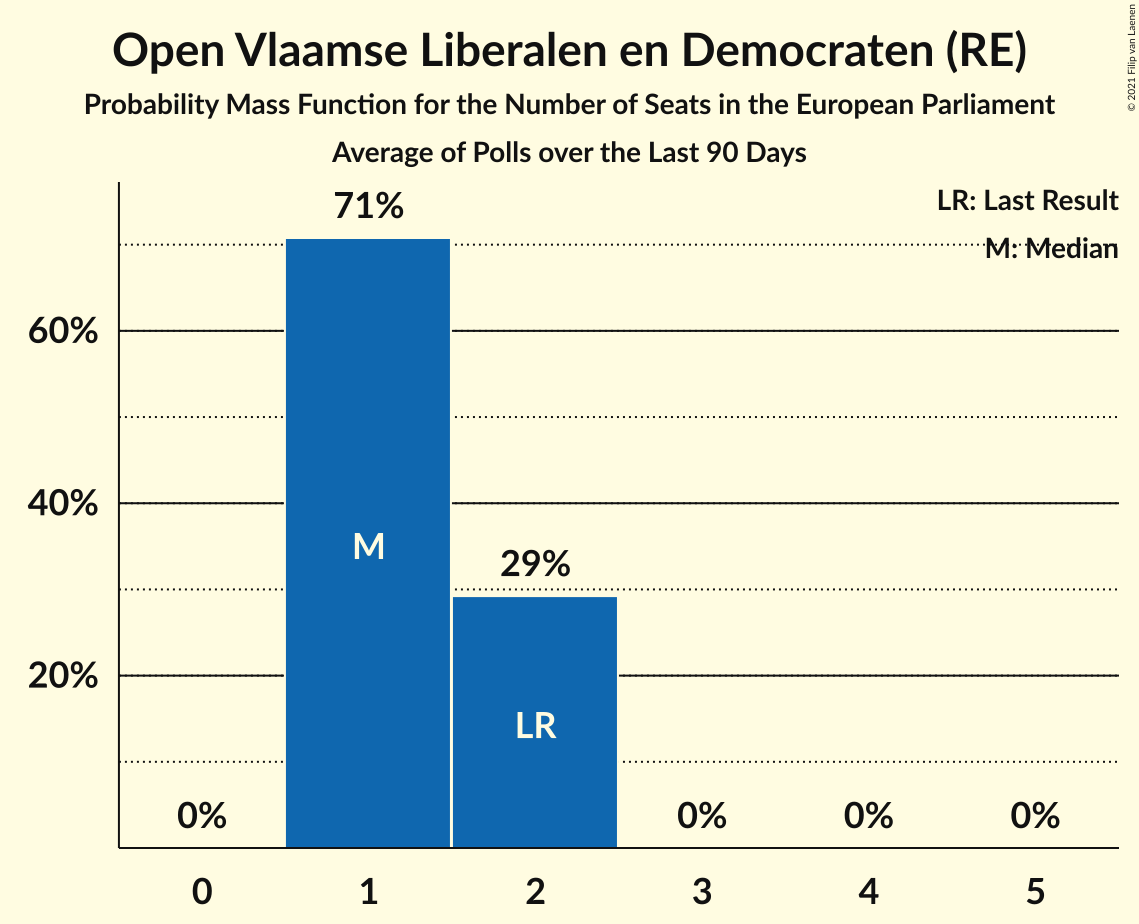 Open Vlaamse Liberalen en Democraten (RE)
Probability Mass Function for the Number of Seats in the European Parliament
Average of Polls over the Last 90 Days
© 2021 Filip van Laenen
LR: Last Result
M: Median
71%
60%
40%
M
29%
20%
LR
0%
0%
0%
0%
0
1
2
3
4
5